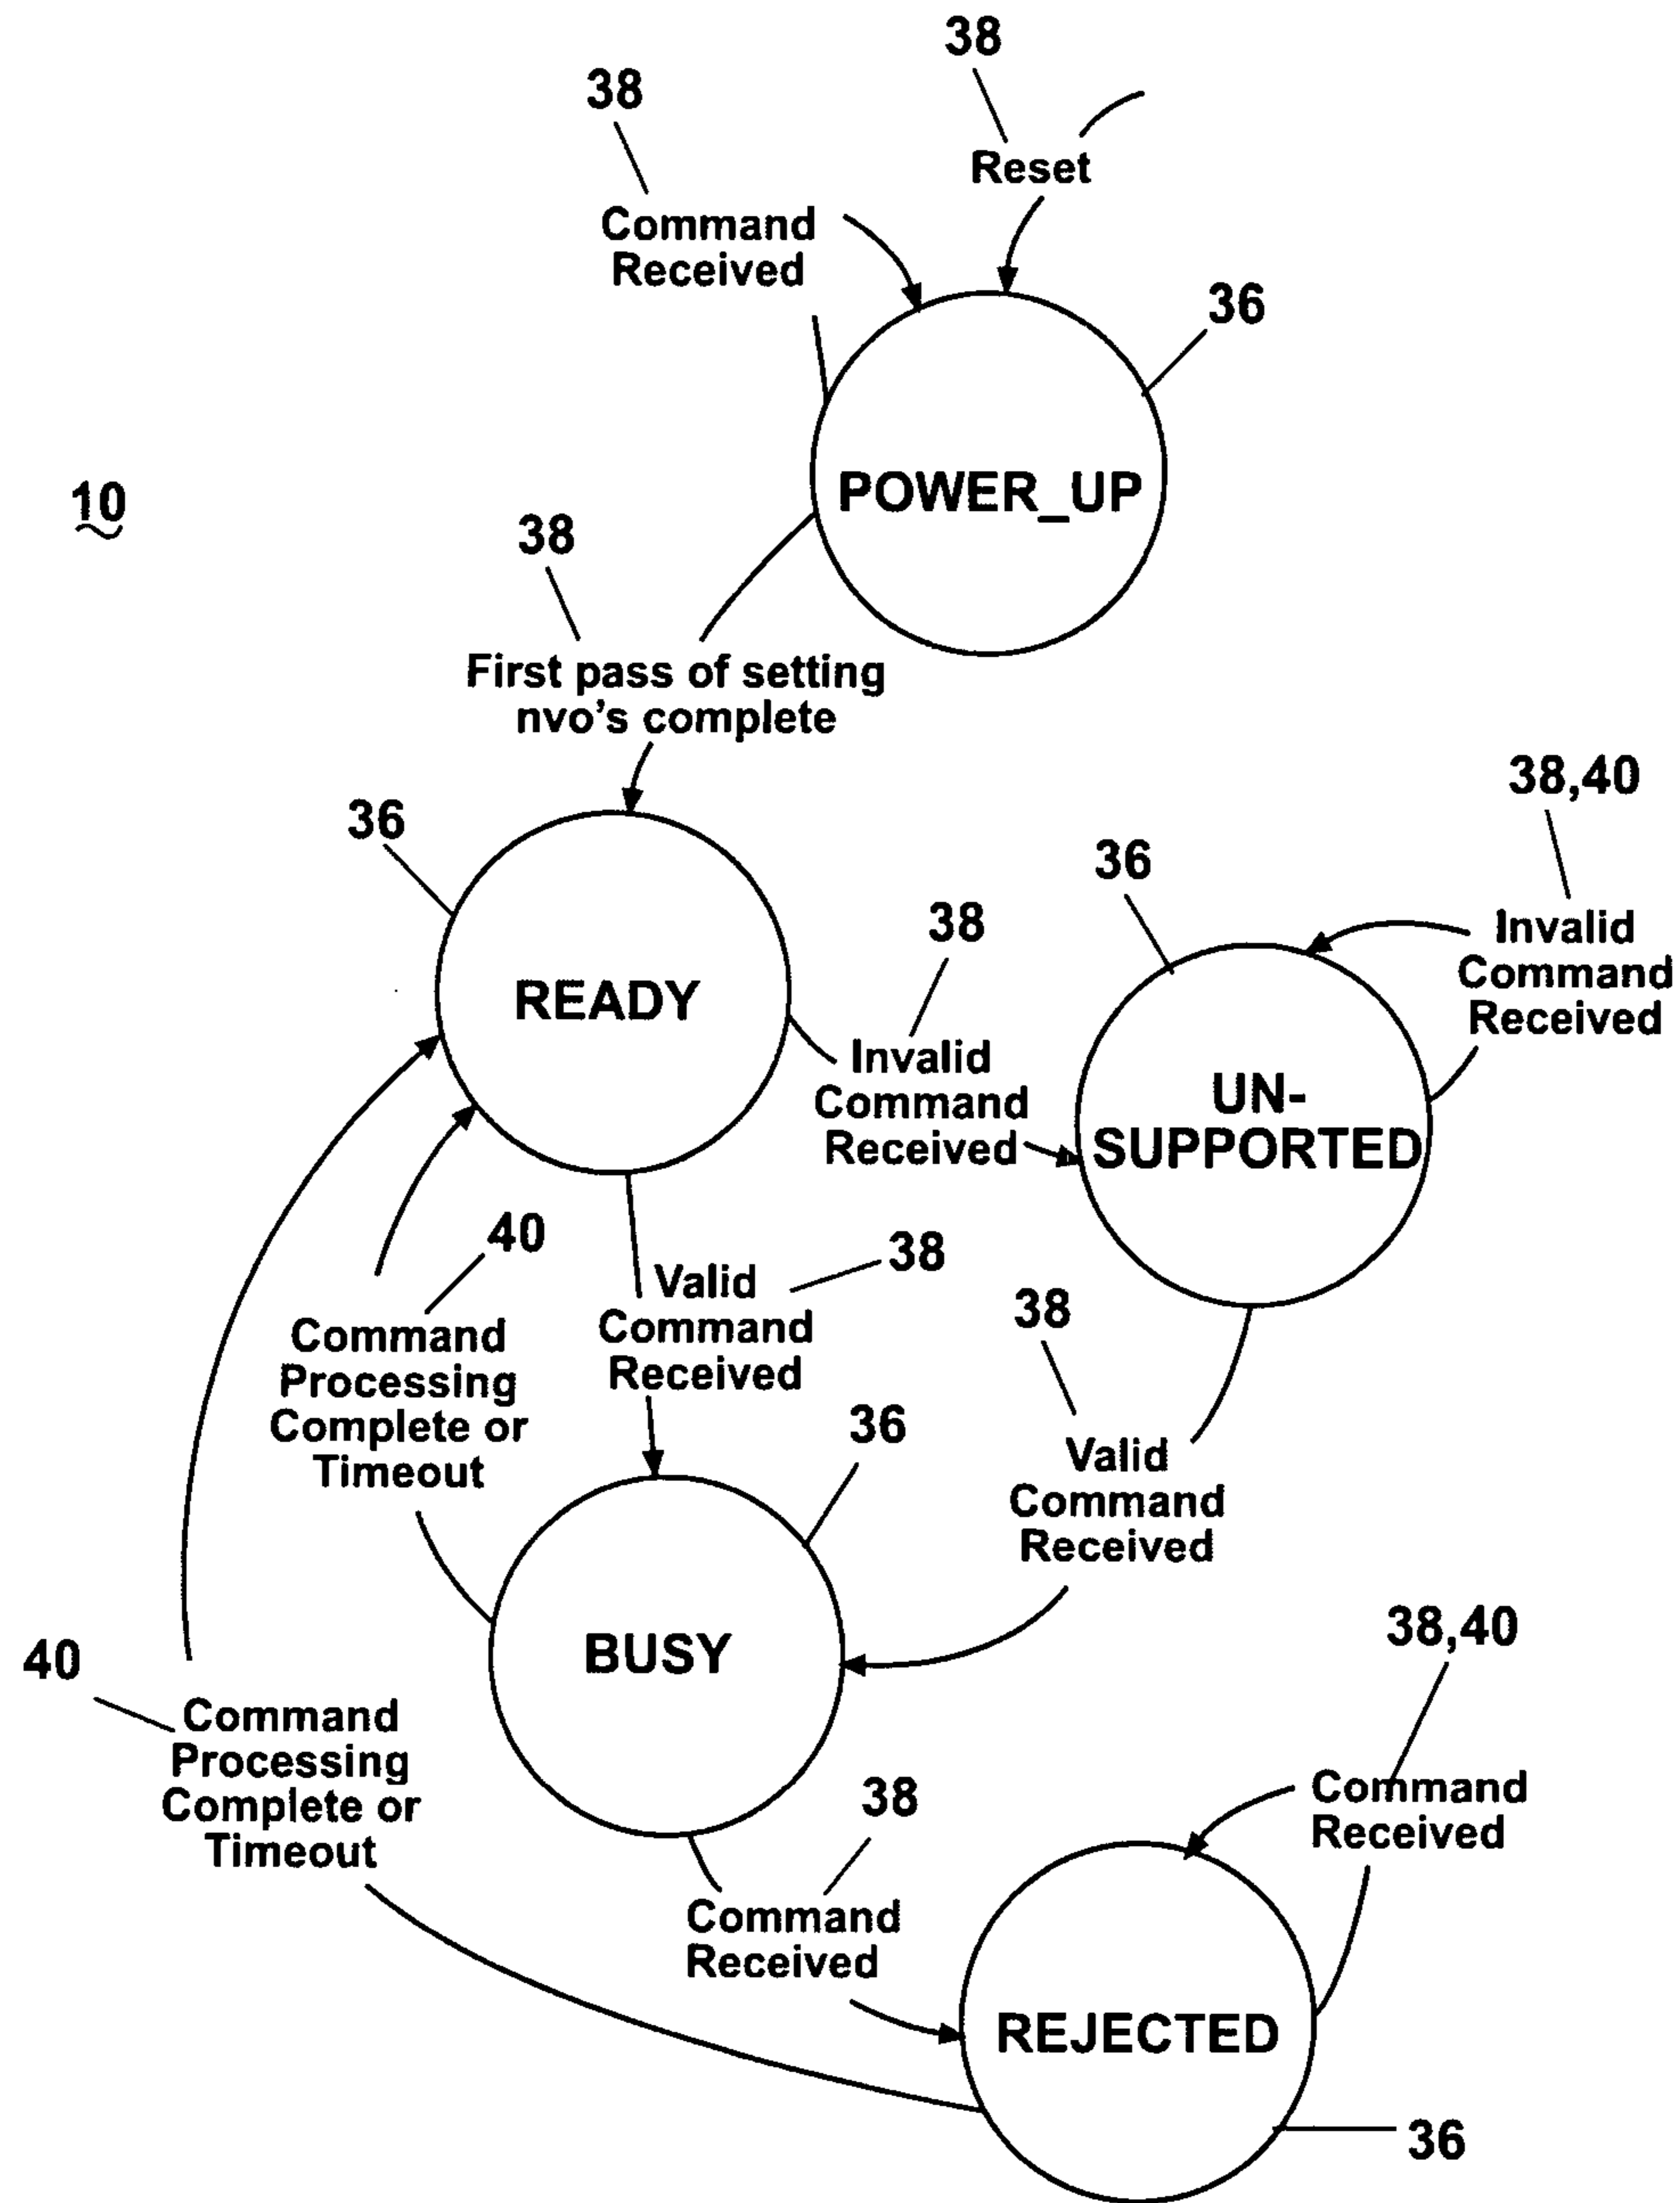 38
38
Reset
Command
Received
36
POWER_UP
10
38
First pass of setting
nvo's complete
38,40
36
36
38
Invalid
Command
Received
READY
Invalid
Command
Received
UN-
SUPPORTED
40
38
Valid
Command
Received
38
Command
Processing
Complete or
Timeout
36
Valid
Command
Received
BUSY
38,40
40
Command
Processing
Complete or
Timeout
38
Command
Received
Command
Received
REJECTED
36